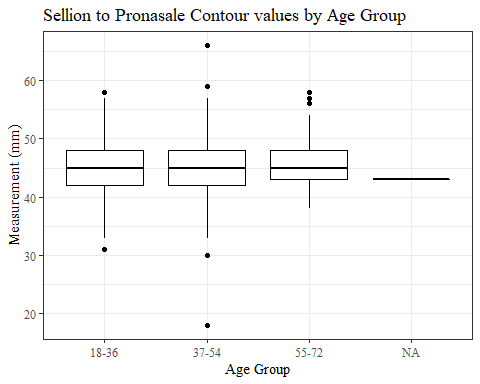 Sellion to Pronasale Contour values by Age Group
Measurement (mm)
60
50
40
30
20
18-36 37-54 55-72 NA
Age Group